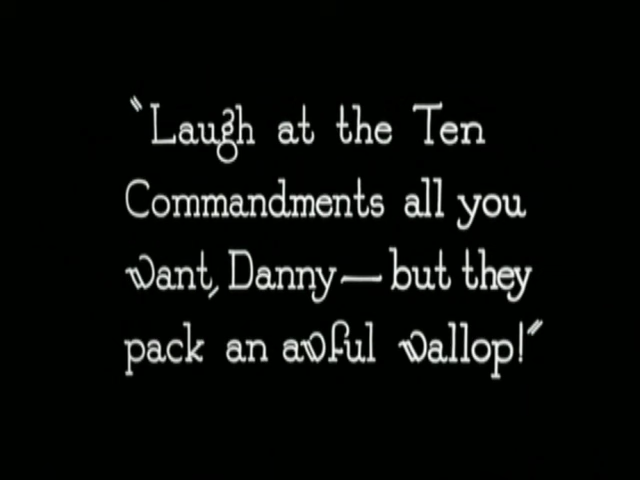 "Laugh at the Ten
Commandments all you
want, Danny—but they
pack an awful wallop!"